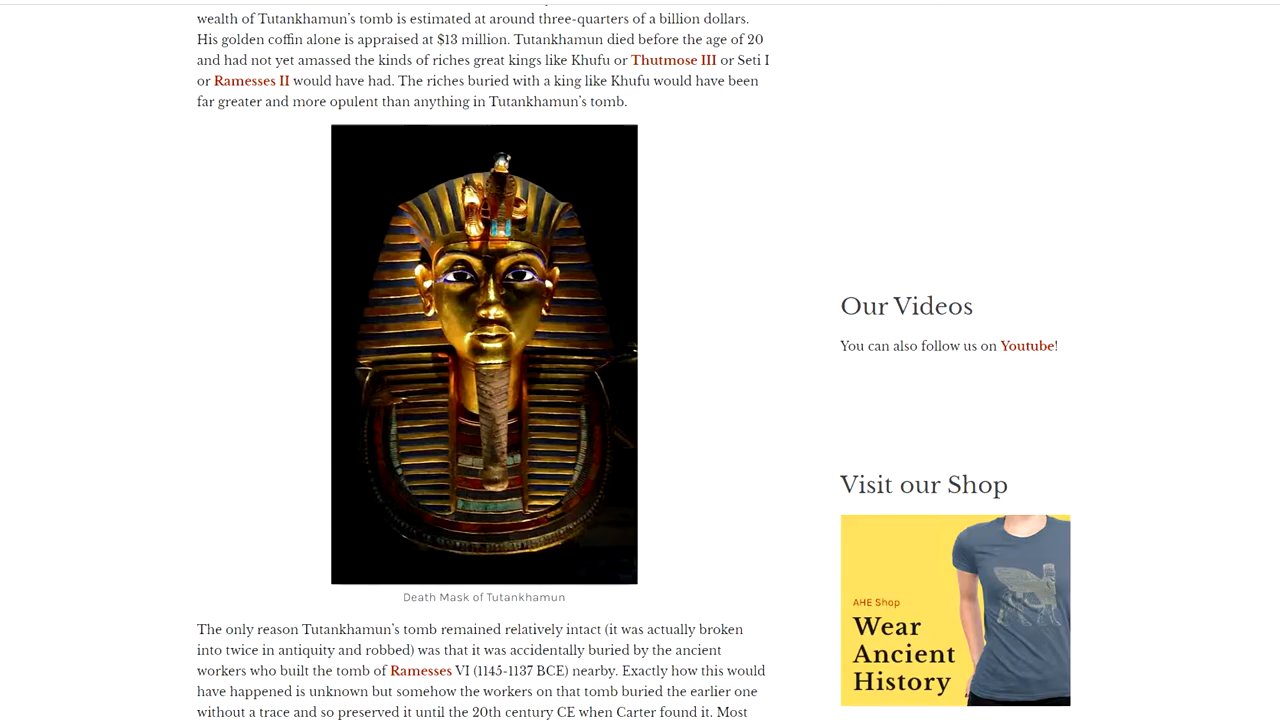 wealth of Tutankhamun's tomb is estimated at around three-quarters of a billion dollars.
His golden coffin alone is appraised at $13 million. Tutankhamun died before the age of 20
and had not yet amassed the kinds of riches great kings like Khufu or Thutmose III or Seti I
or Ramesses II would have had. The riches buried with a king like Khufu would have been
far greater and more opulent than anything in Tutankhamun's tomb.
Death Mask of Tutankhamun
The only reason Tutankhamun's tomb remained relatively intact (it was actually broken
into twice in antiquity and robbed) was that it was accidentally buried by the ancient
workers who built the tomb of Ramesses VI (1145-1137 BCE) nearby. Exactly how this would
have happened is unknown but somehow the workers on that tomb buried the earlier one
without a trace and so preserved it until the 20th century CE when Carter found it. Most
Our Videos
You can also follow us on Youtube!
Visit our Shop
AHE Shop
Wear
Ancient
History